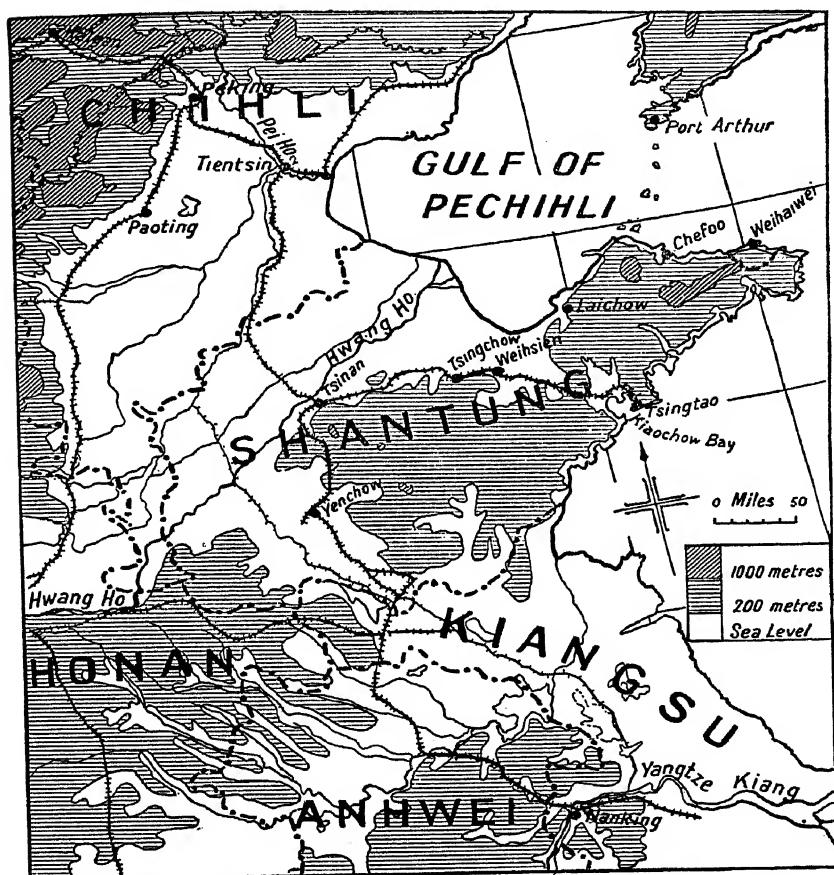 Peking
CHIHLI
Pei Ho
Tientsin
Paoting
GULF OF
PECHIHLI
Port Arthur
Weihaiwei
Chefoo
Laichow
Hwang Ho
Tsingchow
Weihsien
Tsinan
SHANTUNG
Tsingtao
Kiaochow Bay
Yenchow
0 Miles 50
1000 metres
200 metres
Sea Level
Hwang Ho
HONAN
KIANGSU
ANHWEI
Yangtze Kiang
Nanking